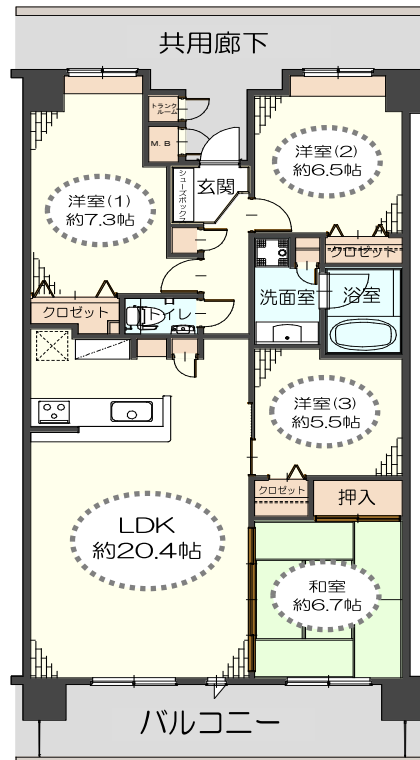 共用廊下
トランク
ルーム
M.B
シューズボックス
玄関
洋室(1)
約7.3帖
洋室(2)
約6.5帖
クロゼット
クロゼット
トイレ
洗面室
浴室
洋室(3)
約5.5帖
クロゼット
押入
LDK
約20.4帖
和室
約6.7帖
バルコニー